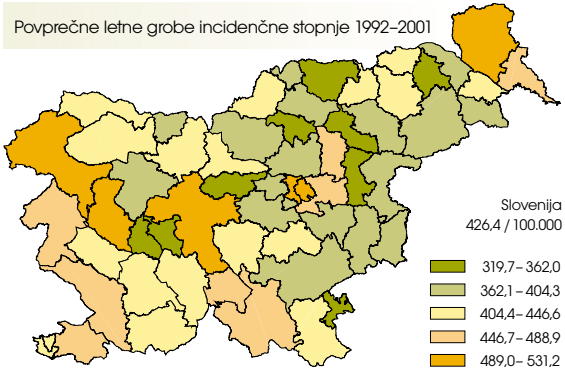 Povprečne letne grobe incidenčne stopnje 1992–2001
Slovenija
426,4 / 100.000
319,7– 362,0
362,1– 404,3
404,4– 446,6
446,7– 488,9
489,0– 531,2